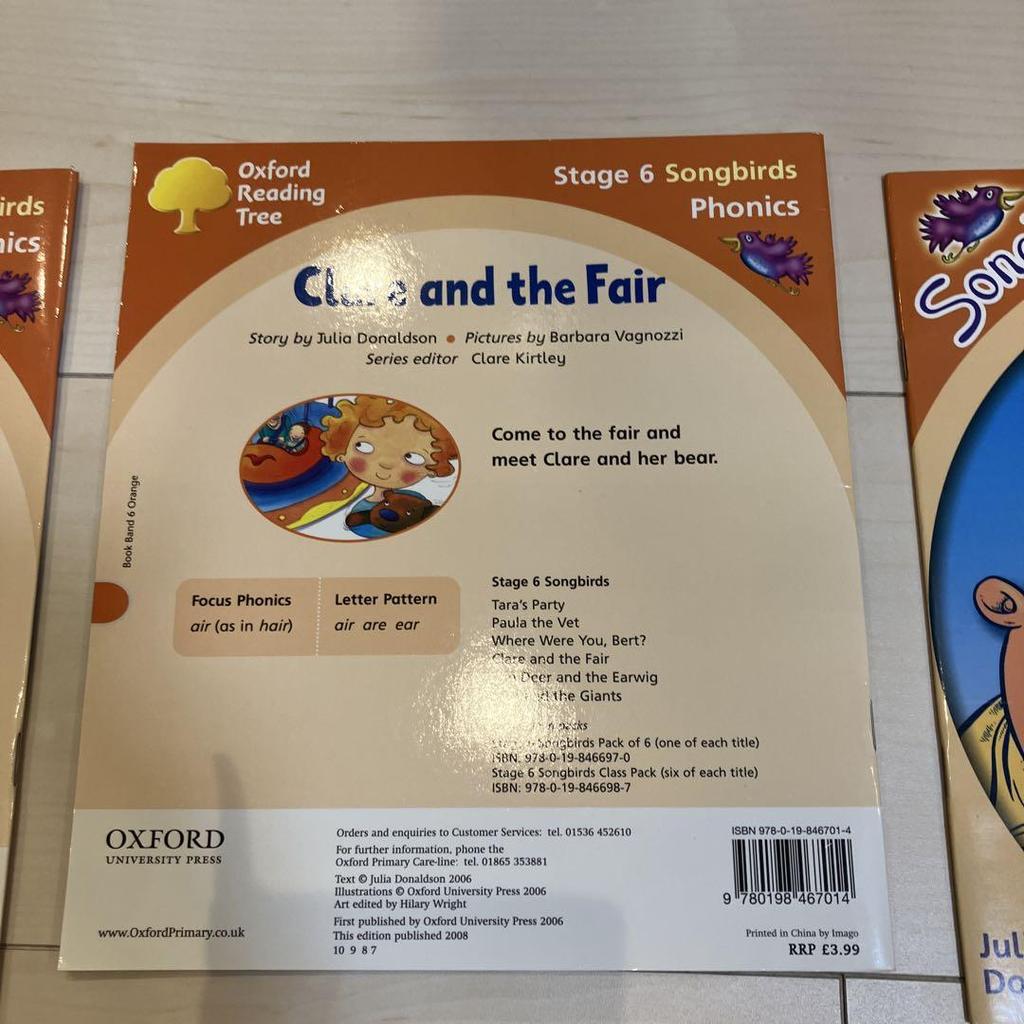 irds
nics
Oxford
Reading
Tree
Stage 6 Songbirds
Phonics
Clare and the Fair
Story by Julia Donaldson • Pictures by Barbara Vagnozzi
Series editor Clare Kirtley
Come to the fair and
meet Clare and her bear.
Book Band 6 Orange
Focus Phonics
air (as in hair)
Letter Pattern
air are ear
Stage 6 Songbirds
Tara's Party
Paula the Vet
Where Were You, Bert?
Clare and the Fair
Deer and the Earwig
the Giants
packs
Songbirds Pack of 6 (one of each title)
ISBN: 978-0-19-846697-0
Stage 6 Songbirds Class Pack (six of each title)
ISBN: 978-0-19-846698-7
OXFORD
UNIVERSITY PRESS
www.OxfordPrimary.co.uk
Orders and enquiries to Customer Services: tel. 01536 452610
For further information, phone the
Oxford Primary Care-line: tel. 01865 353881
Text © Julia Donaldson 2006
Illustrations © Oxford University Press 2006
Art edited by Hilary Wright
First published by Oxford University Press 2006
This edition published 2008
10 9 8 7
ISBN 978-0-19-846701-4
9 780198 467014
Printed in China by Imago
RRP £3.99
Song
Jul
Do